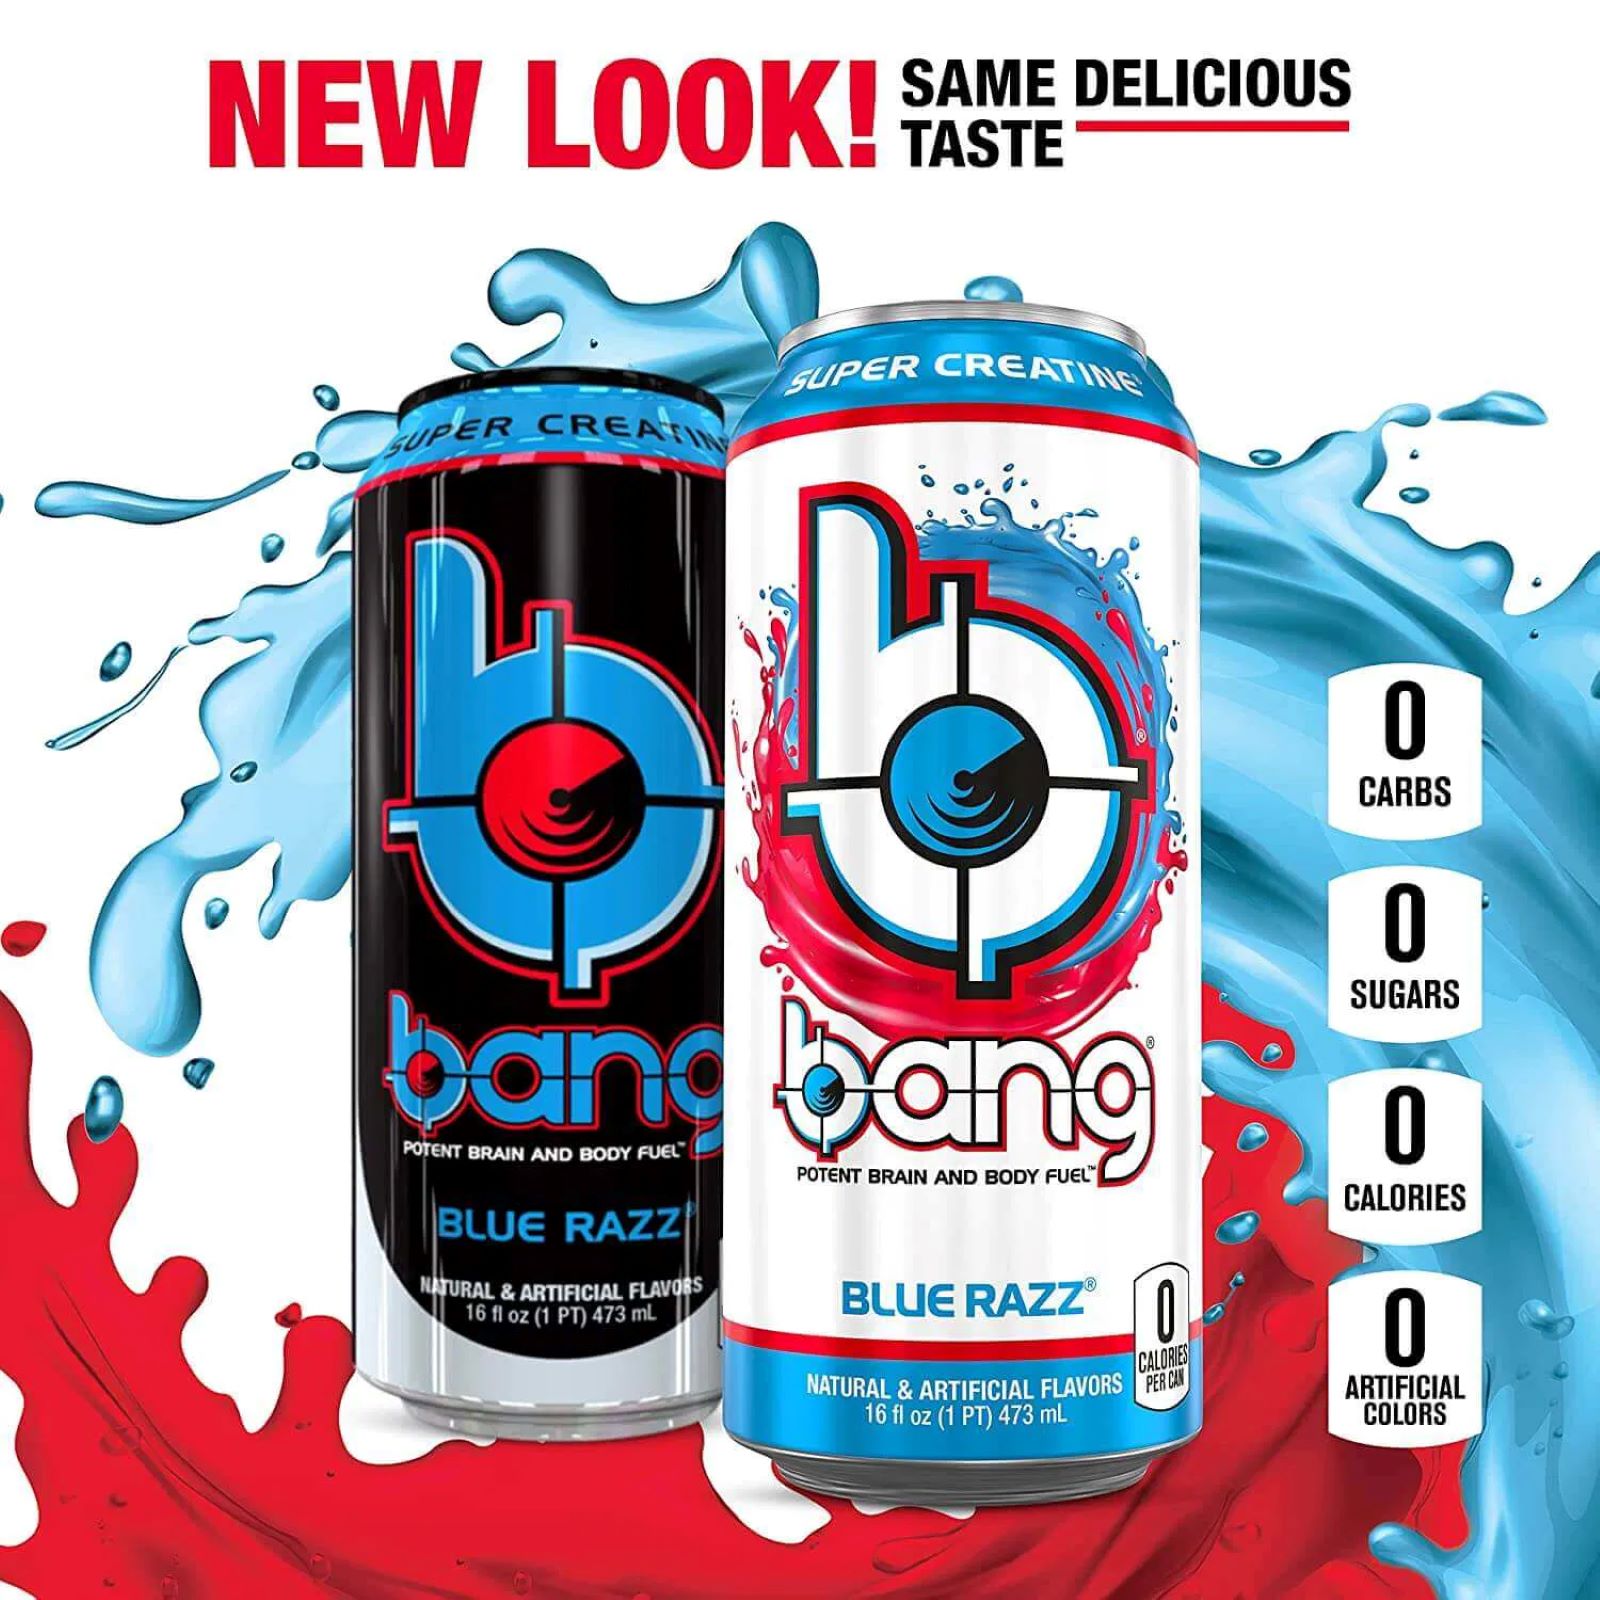 NEW LOOK!
SAME DELICIOUS
TASTE
SUPER CREATIN
bang
POTENT BRAIN AND BODY FUEL™
BLUE RAZZ®
NATURAL & ARTIFICIAL FLAVORS
16 fl oz (1 PT) 473 mL
SUPER CREATINE®
b®
bang®
POTENT BRAIN AND BODY FUEL™
BLUE RAZZ®
0
CALORIES
PER CAN
NATURAL & ARTIFICIAL FLAVORS
16 fl oz (1 PT) 473 mL
0
CARBS
0
SUGARS
0
CALORIES
0
ARTIFICIAL
COLORS